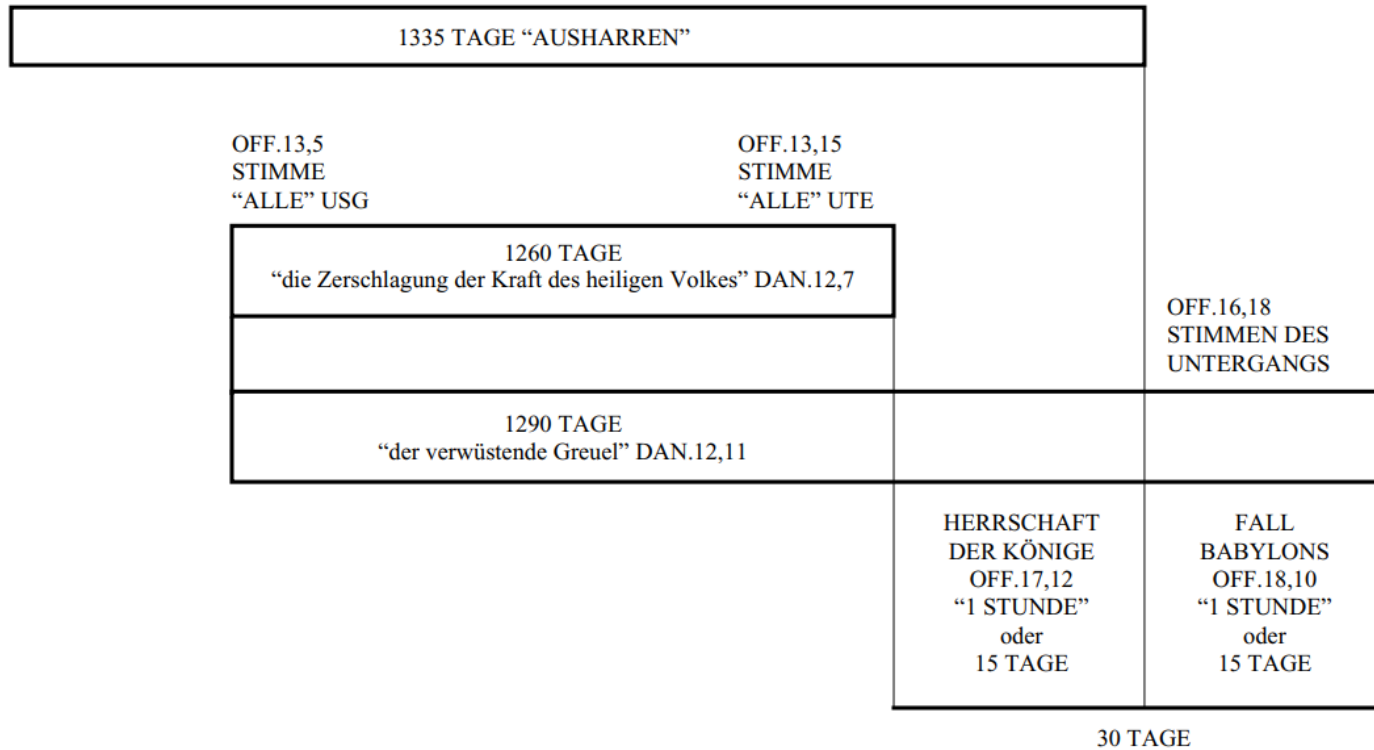 1335 TAGE “AUSHARREN”
OFF.13,5
STIMME
“ALLE” USG
OFF.13,15
STIMME
“ALLE” UTE
1260 TAGE
“die Zerschlagung der Kraft des heiligen Volkes” DAN.12,7
OFF.16,18
STIMMEN DES
UNTERGANGS
1290 TAGE
“der verwüstende Greuel” DAN.12,11
HERRSCHAFT
DER KÖNIGE
OFF.17,12
“1 STUNDE”
oder
15 TAGE
FALL
BABYLONS
OFF.18,10
“1 STUNDE”
oder
15 TAGE
30 TAGE